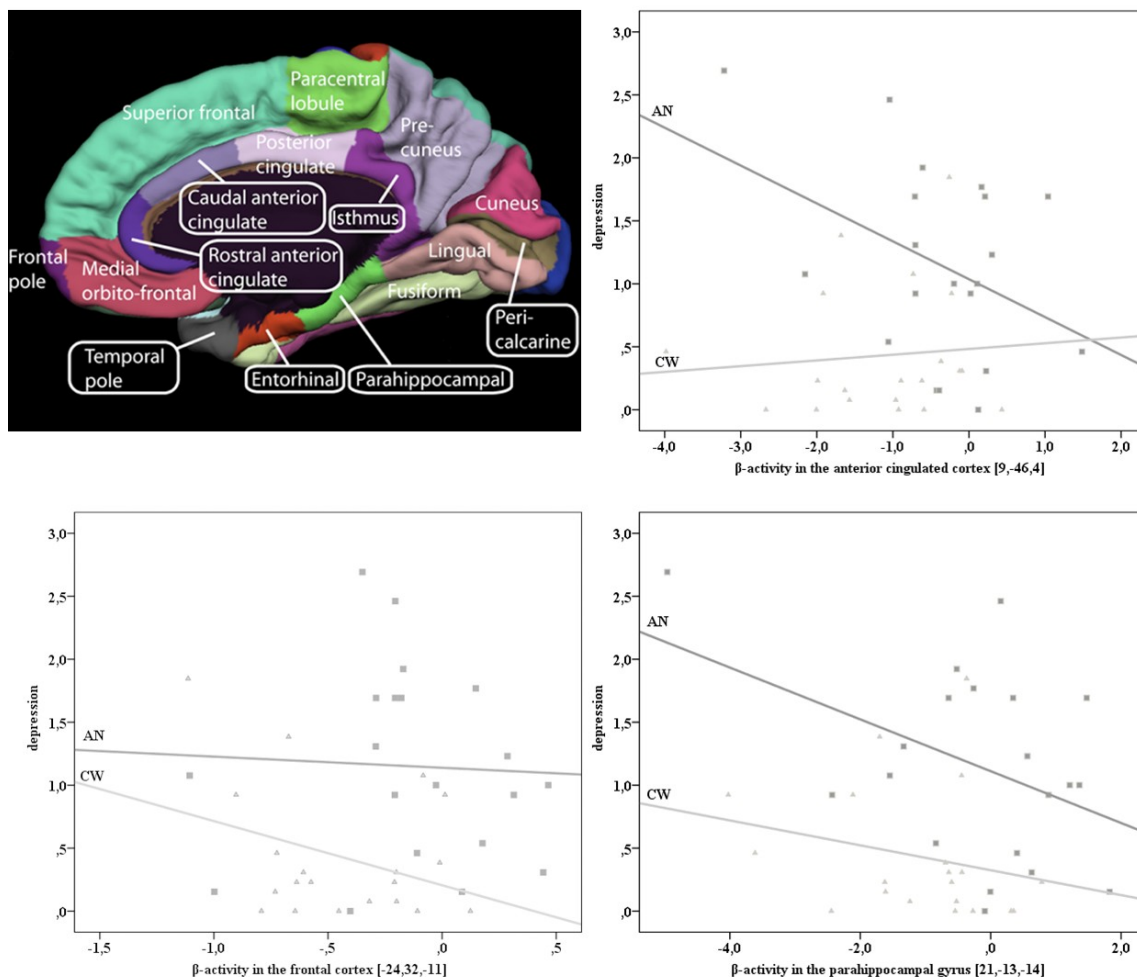 Superior frontal
Paracentral
lobule
Pre-
cuneus
Posterior
cingulate
Caudal anterior
cingulate
Isthmus
Cuneus
Rostral anterior
cingulate
Lingual
Frontal
pole
Medial
orbito-frontal
Fusiform
Peri-
calcarine
Temporal
pole
Entorhinal
Parahippocampal
3,0
2,5
2,0
1,5
1,0
,5
,0
depression
AN
CW
-4,0 -3,0 -2,0 -1,0 ,0 1,0 2,0
β-activity in the anterior cingulated cortex [9,-46,4]
3,0
2,5
2,0
1,5
1,0
,5
,0
depression
AN
CW
-1,5 -1,0 -,5 ,0 ,5
β-activity in the frontal cortex [-24,32,-11]
3,0
2,5
2,0
1,5
1,0
,5
,0
depression
AN
CW
-4,0 -2,0 ,0 2,0
β-activity in the parahippocampal gyrus [21,-13,-14]